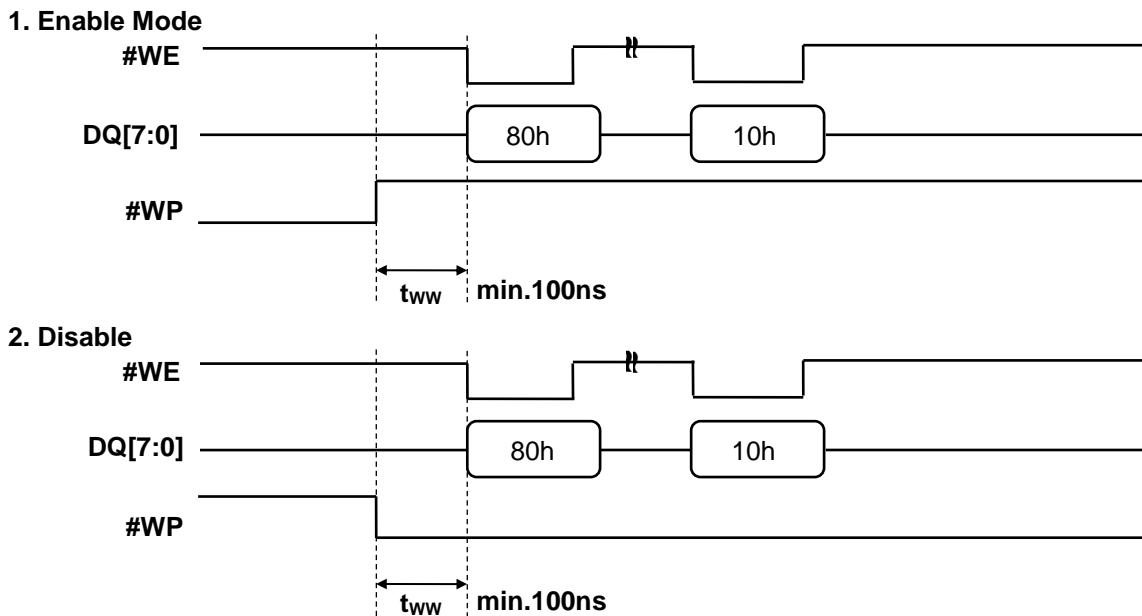 1. Enable Mode
#WE
DQ[7:0] 80h 10h
#WP
tWW min.100ns
2. Disable
#WE
DQ[7:0] 80h 10h
#WP
tWW min.100ns